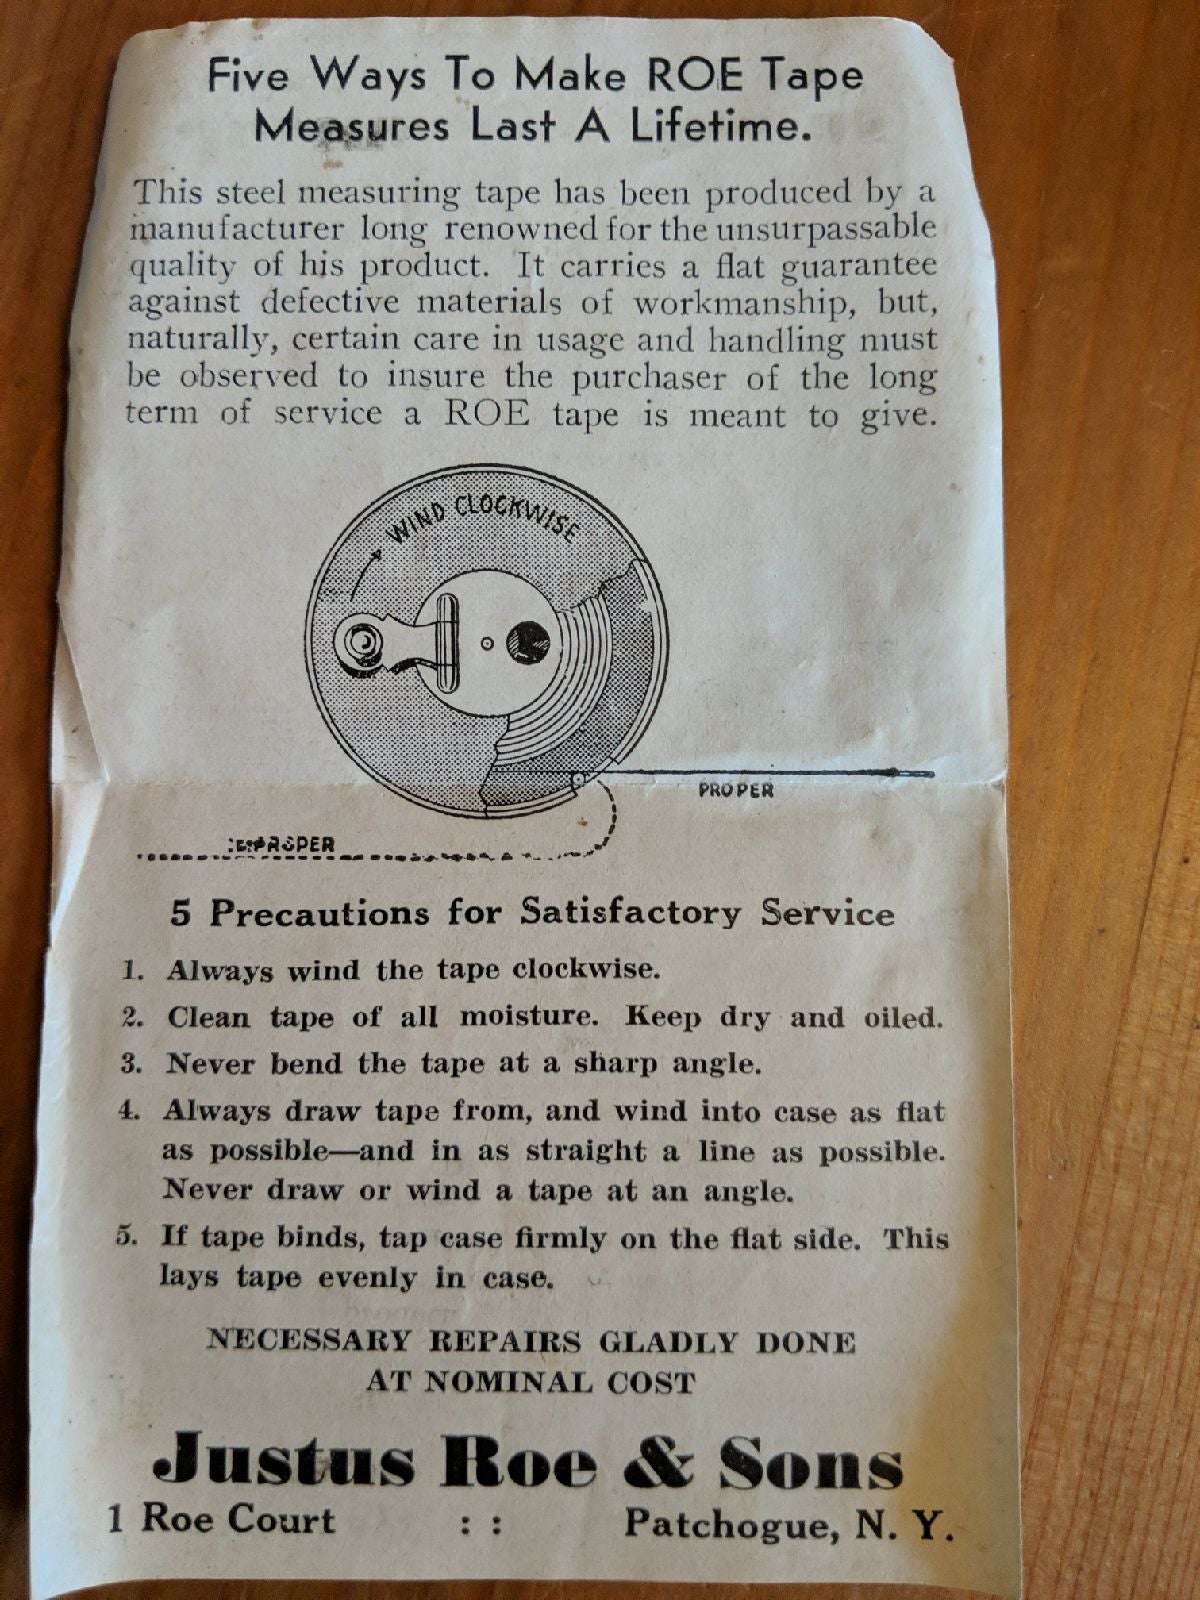 Five Ways To Make ROE Tape
Measures Last A Lifetime.
This steel measuring tape has been produced by a
manufacturer long renowned for the unsurpassable
quality of his product. It carries a flat guarantee
against defective materials of workmanship, but,
naturally, certain care in usage and handling must
be observed to insure the purchaser of the long
term of service a ROE tape is meant to give.
WIND CLOCKWISE
PROPER
IMPROPER
5 Precautions for Satisfactory Service
1. Always wind the tape clockwise.
2. Clean tape of all moisture. Keep dry and oiled.
3. Never bend the tape at a sharp angle.
4. Always draw tape from, and wind into case as flat
as possible—and in as straight a line as possible.
Never draw or wind a tape at an angle.
5. If tape binds, tap case firmly on the flat side. This
lays tape evenly in case.
NECESSARY REPAIRS GLADLY DONE
AT NOMINAL COST
Justus Roe & Sons
1 Roe Court : : Patchogue, N. Y.